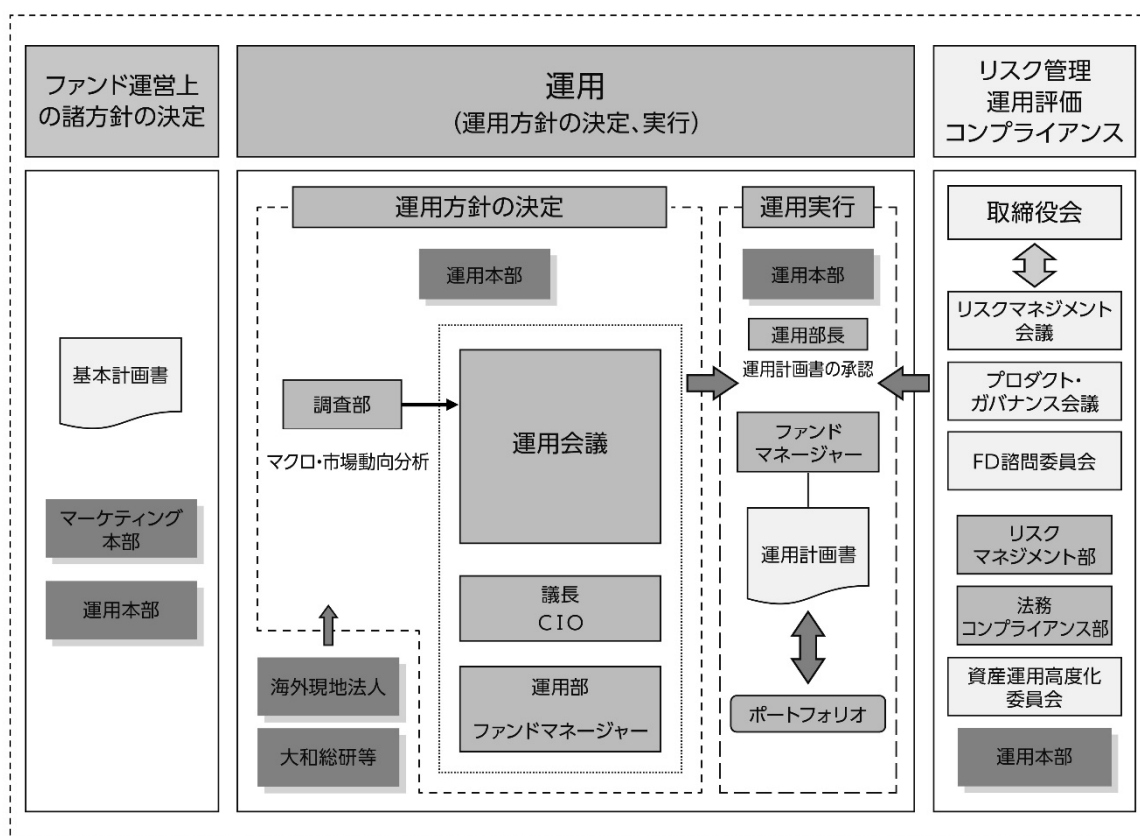 ファンド運営上
の諸方針の決定
運用
(運用方針の決定、実行)
リスク管理
運用評価
コンプライアンス
基本計画書
マーケティング
本部
運用本部
運用方針の決定
運用本部
調査部
マクロ・市場動向分析
運用会議
議長
CIO
運用部
ファンドマネージャー
海外現地法人
大和総研等
運用実行
運用本部
運用部長
運用計画書の承認
ファンド
マネージャー
運用計画書
ポートフォリオ
取締役会
リスクマネジメント
会議
プロダクト・
ガバナンス会議
FD諮問委員会
リスク
マネジメント部
法務
コンプライアンス部
資産運用高度化
委員会
運用本部